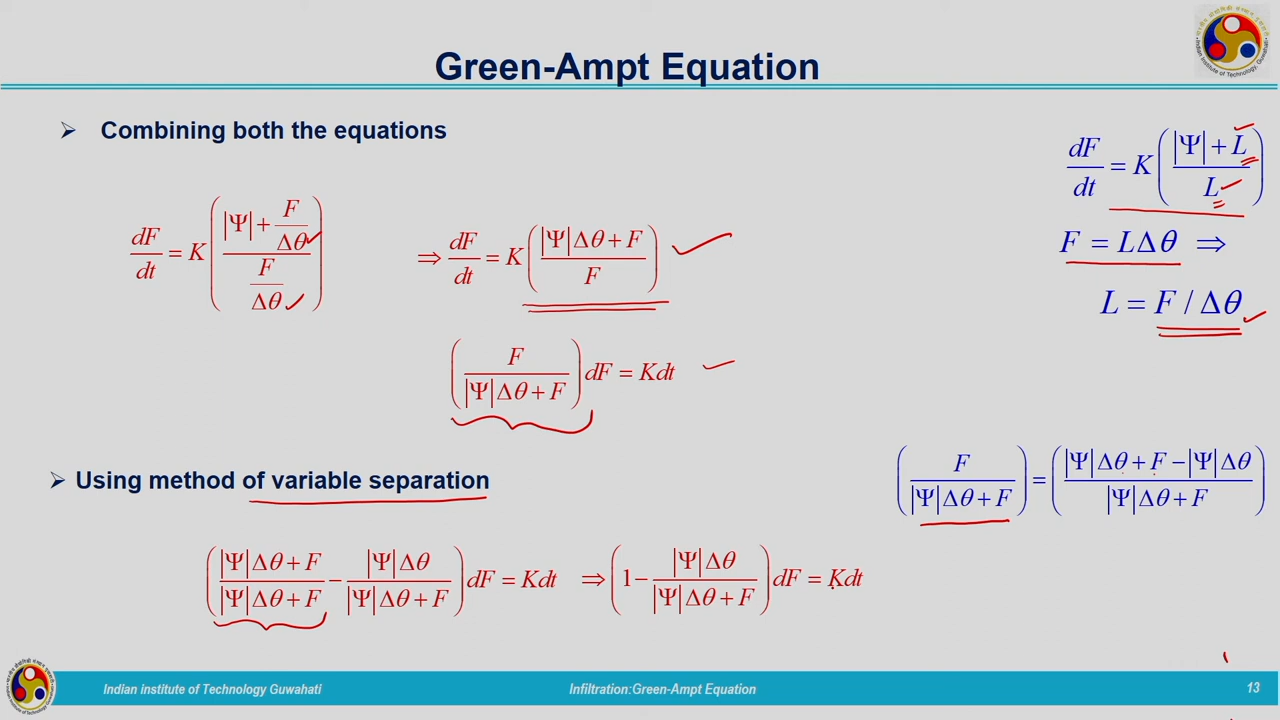 Green-Ampt Equation
➢ Combining both the equations
dF/dt = K((|Ψ| + L)/L)
F = LΔθ ⇒
L = F / Δθ
dF/dt = K((|Ψ| + F/Δθ)/(F/Δθ)) ⇒ dF/dt = K((|Ψ|Δθ + F)/F)
(F/(|Ψ|Δθ + F))dF = Kdt
➢ Using method of variable separation
(F/(|Ψ|Δθ + F)) = ((|Ψ|Δθ + F − |Ψ|Δθ)/(|Ψ|Δθ + F))
((|Ψ|Δθ + F)/(|Ψ|Δθ + F) − |Ψ|Δθ/(|Ψ|Δθ + F))dF = Kdt ⇒ (1 − |Ψ|Δθ/(|Ψ|Δθ + F))dF = Kdt
Indian institute of Technology Guwahati Infiltration:Green-Ampt Equation 13